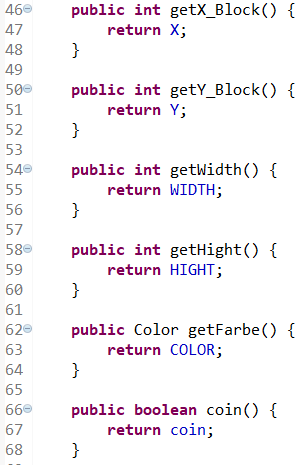 46 public int getX_Block() {
47 return X;
48 }
49
50 public int getY_Block() {
51 return Y;
52 }
53
54 public int getWidth() {
55 return WIDTH;
56 }
57
58 public int getHight() {
59 return HIGHT;
60 }
61
62 public Color getFarbe() {
63 return COLOR;
64 }
65
66 public boolean coin() {
67 return coin;
68 }